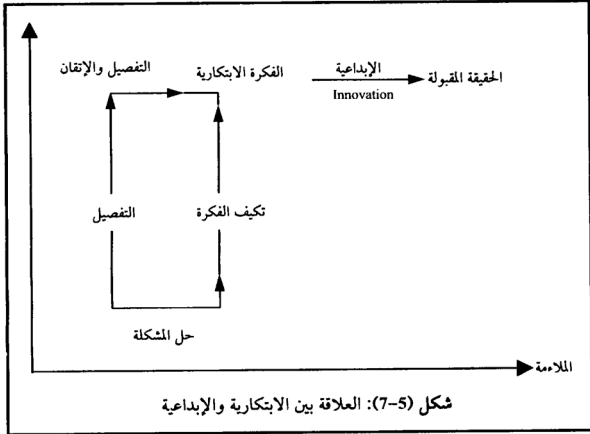 التفصيل والإتقان
الفكرة الابتكارية
الإبداعية
Innovation
الحقيقة المقبولة
التفصيل
تكيف الفكرة
حل المشكلة
الملاءمة
شكل (5-7): العلاقة بين الابتكارية والإبداعية